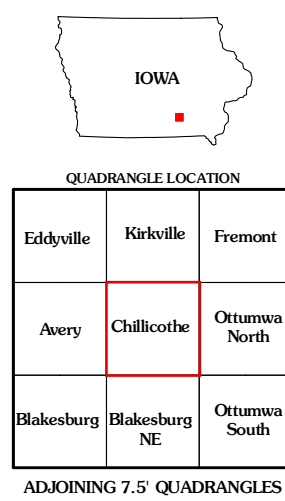 IOWA
QUADRANGLE LOCATION
Eddyville
Kirkville
Fremont
Avery
Chillicothe
Ottumwa
North
Blakesburg
Blakesburg
NE
Ottumwa
South
ADJOINING 7.5' QUADRANGLES